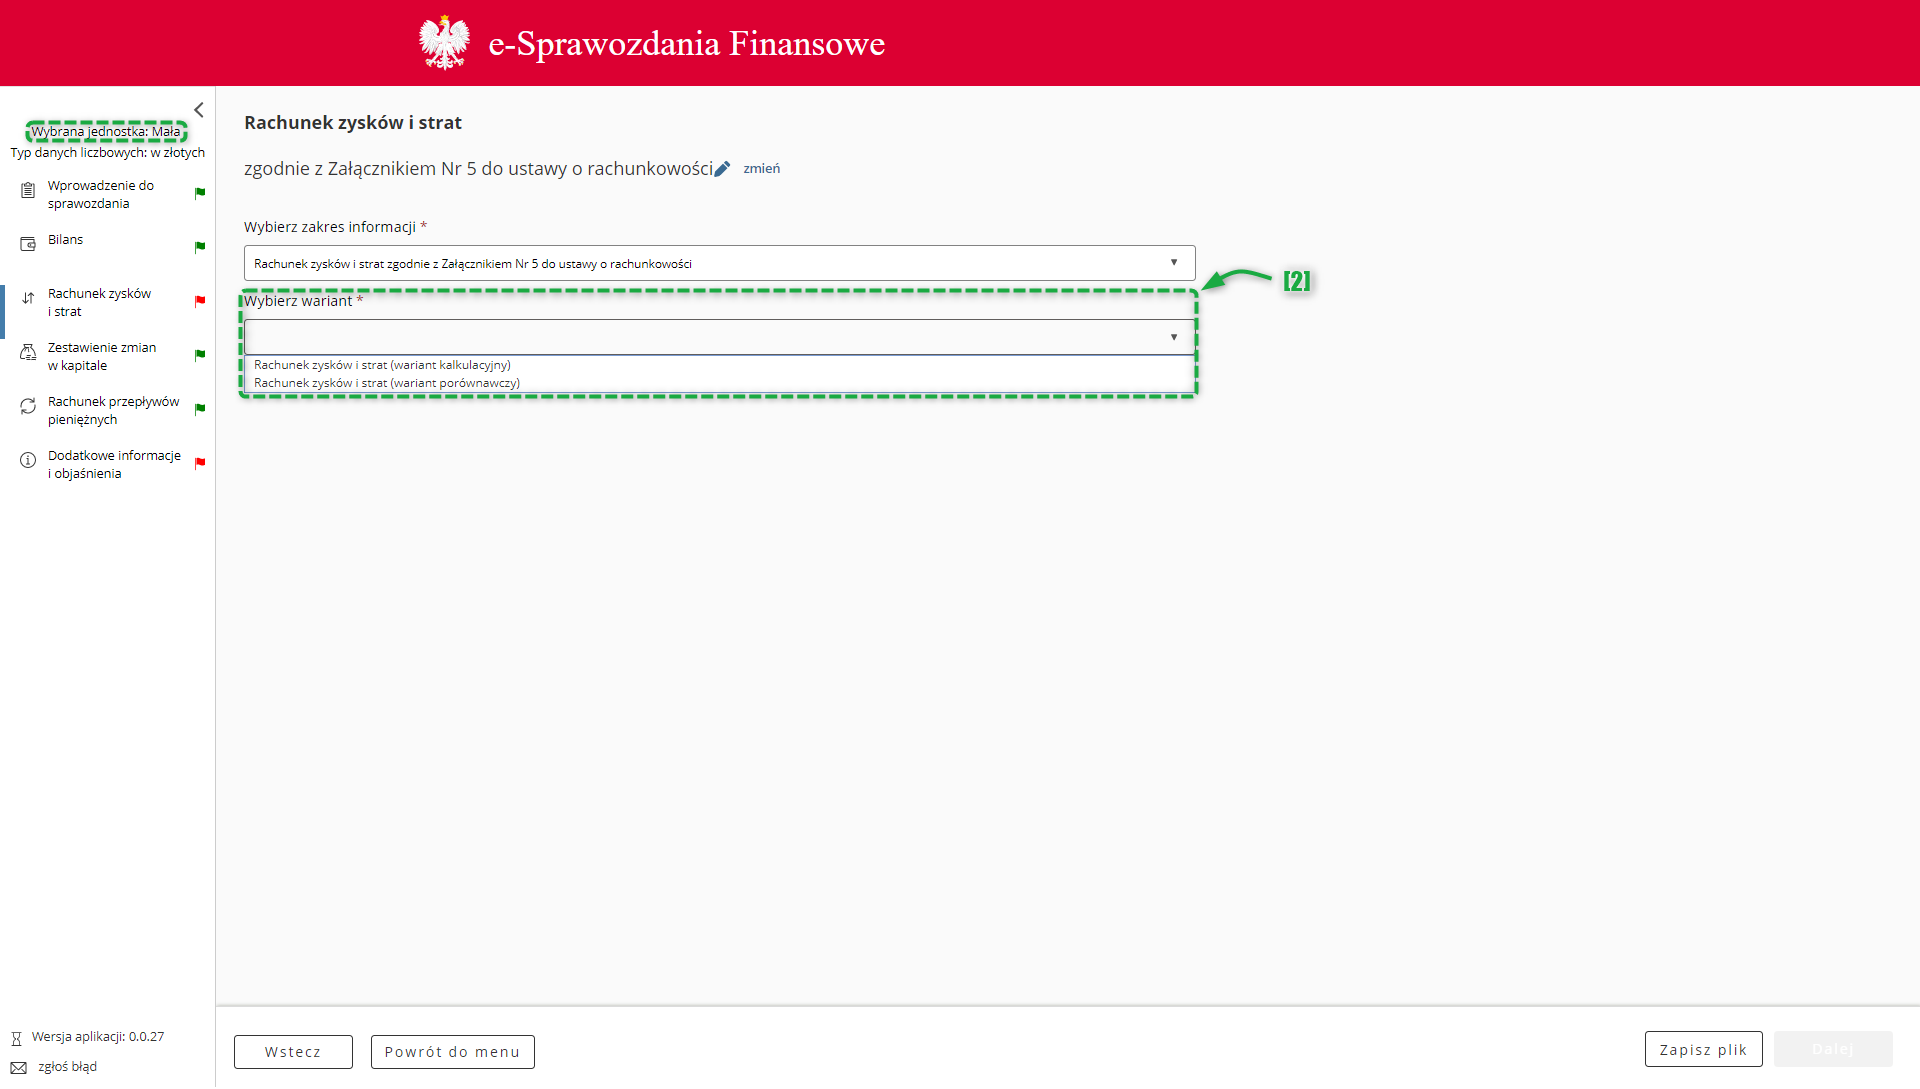 e-Sprawozdania Finansowe
Wybrana jednostka: Mała
Typ danych liczbowych: w złotych
Wprowadzenie do
sprawozdania
Bilans
Rachunek zysków
i strat
Zestawienie zmian
w kapitale
Rachunek przepływów
pieniężnych
Dodatkowe informacje
i objaśnienia
Wersja aplikacji: 0.0.27
zgłoś błąd
Rachunek zysków i strat
zgodnie z Załącznikiem Nr 5 do ustawy o rachunkowości zmień
Wybierz zakres informacji *
Rachunek zysków i strat zgodnie z Załącznikiem Nr 5 do ustawy o rachunkowości
[2]
Wybierz wariant *
Rachunek zysków i strat (wariant kalkulacyjny)
Rachunek zysków i strat (wariant porównawczy)
Wstecz
Powrót do menu
Zapisz plik
Dalej